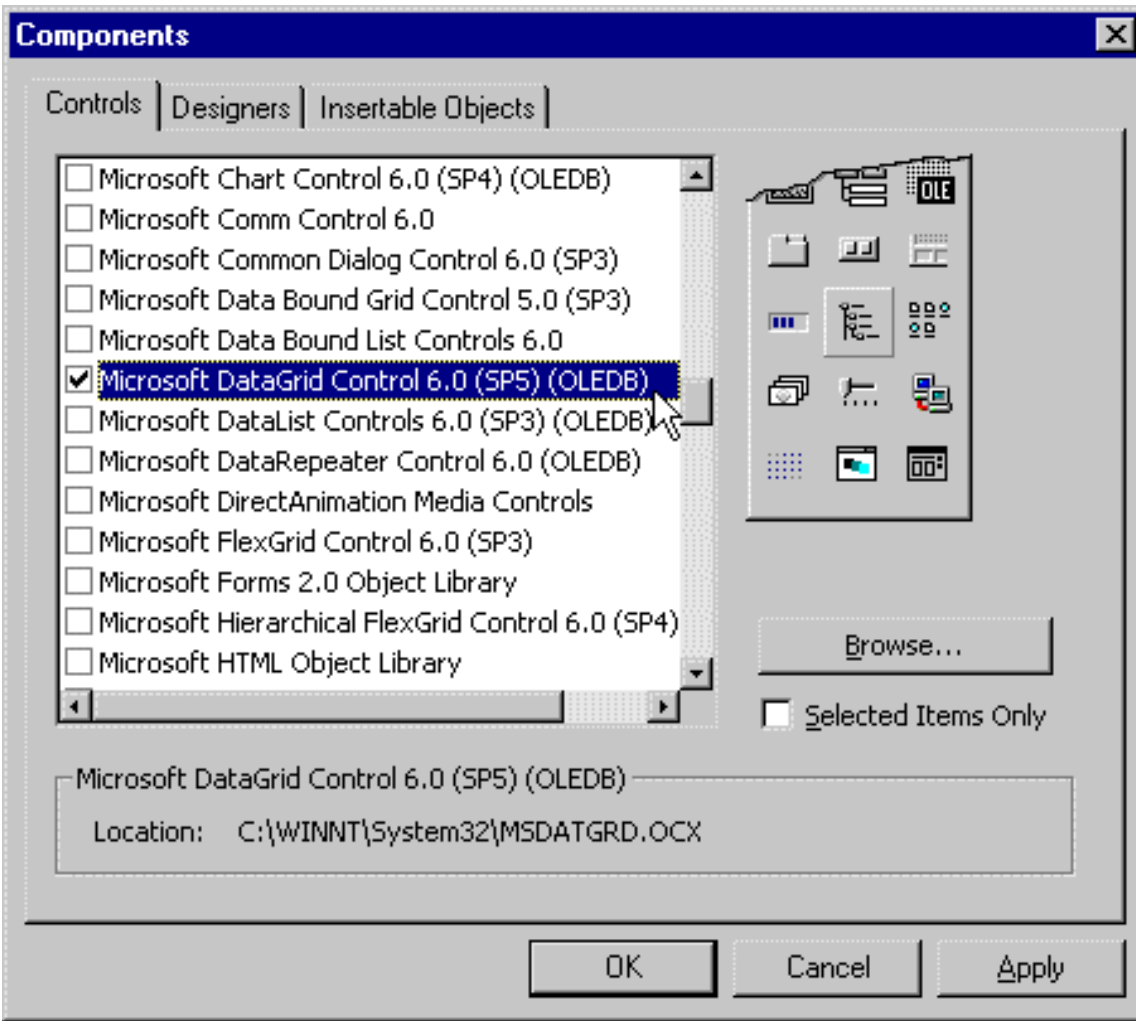 Components
Controls
Designers
Insertable Objects
Microsoft Chart Control 6.0 (SP4) (OLEDB)
Microsoft Comm Control 6.0
Microsoft Common Dialog Control 6.0 (SP3)
Microsoft Data Bound Grid Control 5.0 (SP3)
Microsoft Data Bound List Controls 6.0
Microsoft DataGrid Control 6.0 (SP5) (OLEDB)
Microsoft DataList Controls 6.0 (SP3) (OLEDB)
Microsoft DataRepeater Control 6.0 (OLEDB)
Microsoft DirectAnimation Media Controls
Microsoft FlexGrid Control 6.0 (SP3)
Microsoft Forms 2.0 Object Library
Microsoft Hierarchical FlexGrid Control 6.0 (SP4)
Microsoft HTML Object Library
OLE
Browse...
Selected Items Only
Microsoft DataGrid Control 6.0 (SP5) (OLEDB)
Location: C:\WINNT\System32\MSDATGRD.OCX
OK
Cancel
Apply